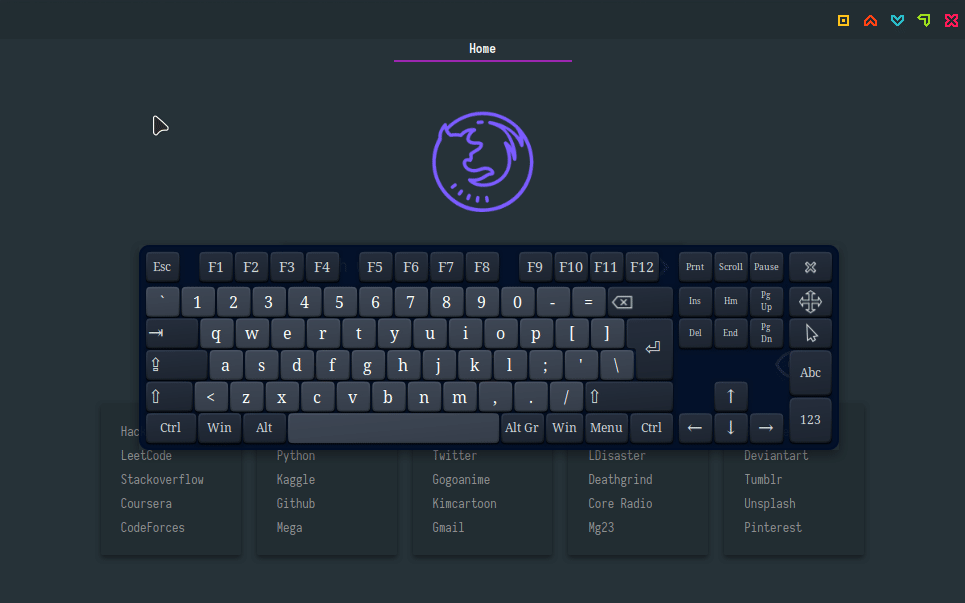 Home
Esc F1 F2 F3 F4 F5 F6 F7 F8 F9 F10 F11 F12 Prnt Scroll Pause
` 1 2 3 4 5 6 7 8 9 0 - = Ins Hm Pg Up
q w e r t y u i o p [ ] Del End Pg Dn
a s d f g h j k l ; ' \ Abc
< z x c v b n m , . / ↑
Ctrl Win Alt Alt Gr Win Menu Ctrl ← ↓ → 123
LeetCode Python Twitter LDisaster Deviantart
Stackoverflow Kaggle Gogoanime Deathgrind Tumblr
Coursera Github Kimcartoon Core Radio Unsplash
CodeForces Mega Gmail Mg23 Pinterest